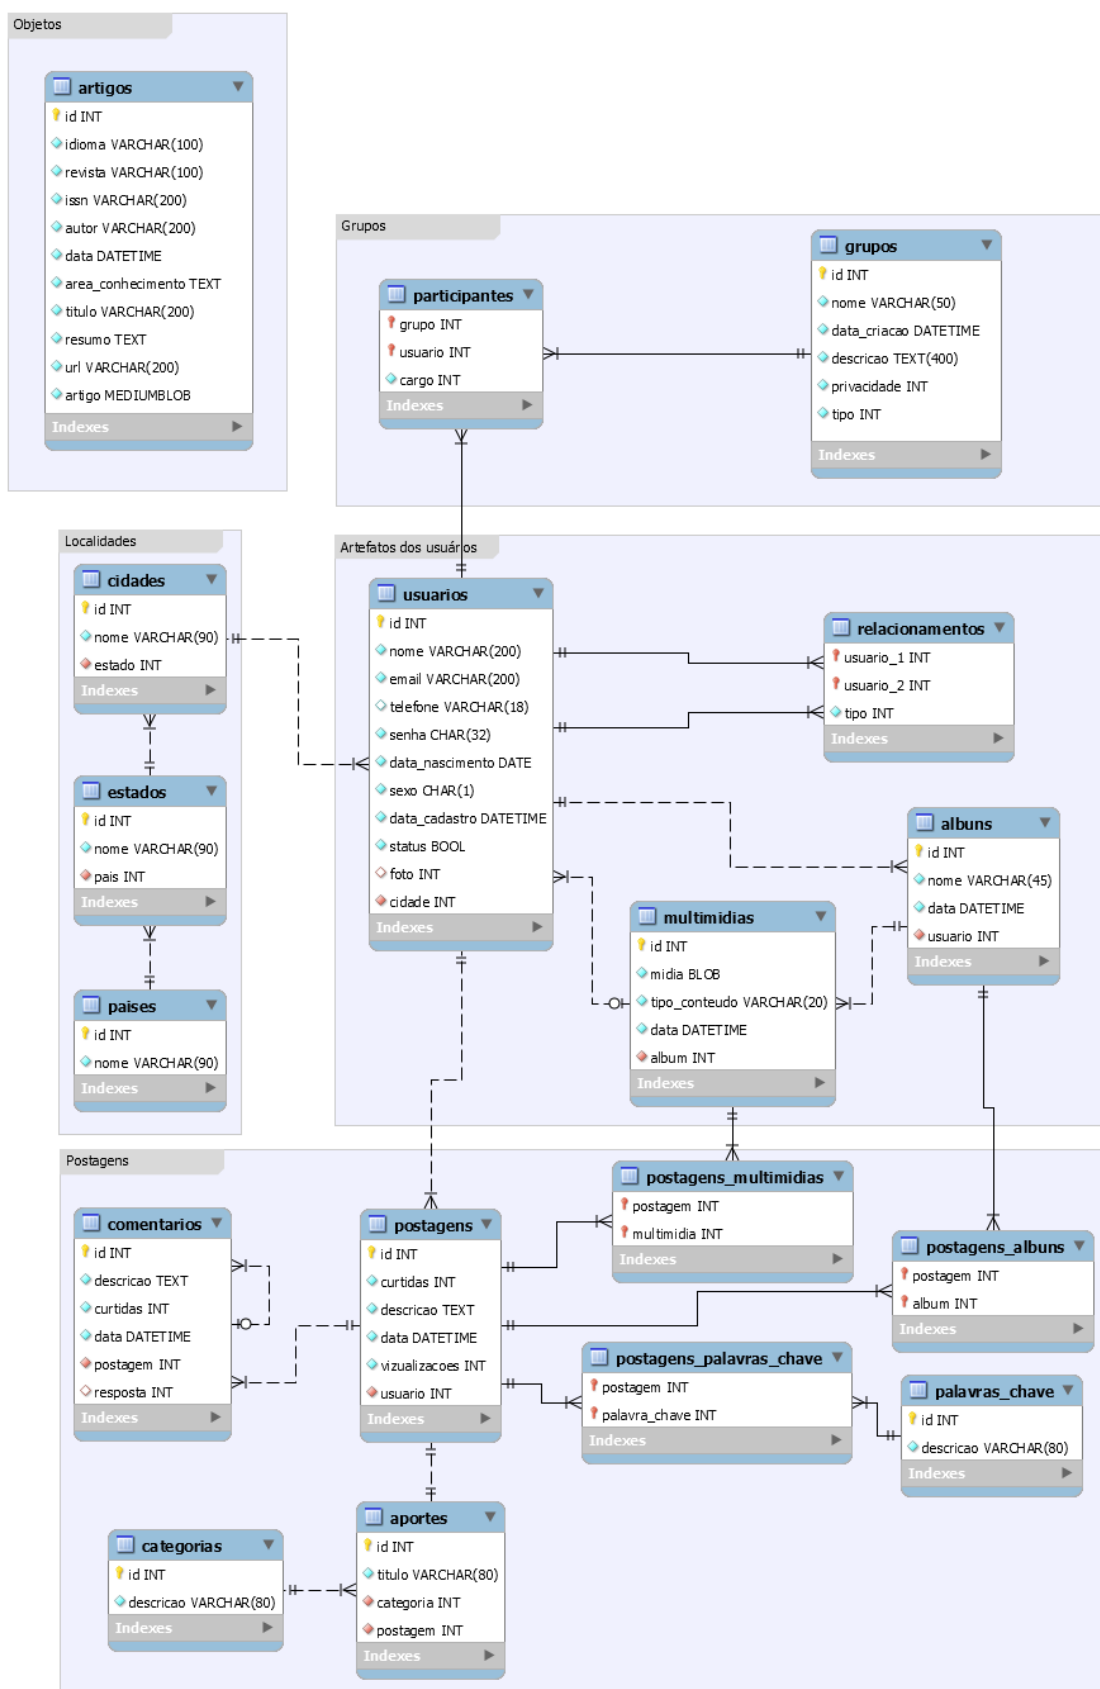 Objetos
artigos
id INT
idioma VARCHAR(100)
revista VARCHAR(100)
issn VARCHAR(200)
autor VARCHAR(200)
data DATETIME
area_conhecimento TEXT
titulo VARCHAR(200)
resumo TEXT
url VARCHAR(200)
artigo MEDIUMBLOB
Indexes
Grupos
participantes
grupo INT
usuario INT
cargo INT
Indexes
grupos
id INT
nome VARCHAR(50)
data_criacao DATETIME
descricao TEXT(400)
privacidade INT
tipo INT
Indexes
Localidades
cidades
id INT
nome VARCHAR(90)
estado INT
Indexes
estados
id INT
nome VARCHAR(90)
pais INT
Indexes
paises
id INT
nome VARCHAR(90)
Indexes
Artefatos dos usuários
usuarios
id INT
nome VARCHAR(200)
email VARCHAR(200)
telefone VARCHAR(18)
senha CHAR(32)
data_nascimento DATE
sexo CHAR(1)
data_cadastro DATETIME
status BOOL
foto INT
cidade INT
Indexes
relacionamentos
usuario_1 INT
usuario_2 INT
tipo INT
Indexes
albuns
id INT
nome VARCHAR(45)
data DATETIME
usuario INT
Indexes
multimidias
id INT
midia BLOB
tipo_conteudo VARCHAR(20)
data DATETIME
album INT
Indexes
Postagens
comentarios
id INT
descricao TEXT
curtidas INT
data DATETIME
postagem INT
resposta INT
Indexes
postagens
id INT
curtidas INT
descricao TEXT
data DATETIME
vizualizacoes INT
usuario INT
Indexes
postagens_multimidias
postagem INT
multimidia INT
Indexes
postagens_albuns
postagem INT
album INT
Indexes
postagens_palavras_chave
postagem INT
palavra_chave INT
Indexes
palavras_chave
id INT
descricao VARCHAR(80)
Indexes
categorias
id INT
descricao VARCHAR(80)
Indexes
aportes
id INT
titulo VARCHAR(80)
categoria INT
postagem INT
Indexes